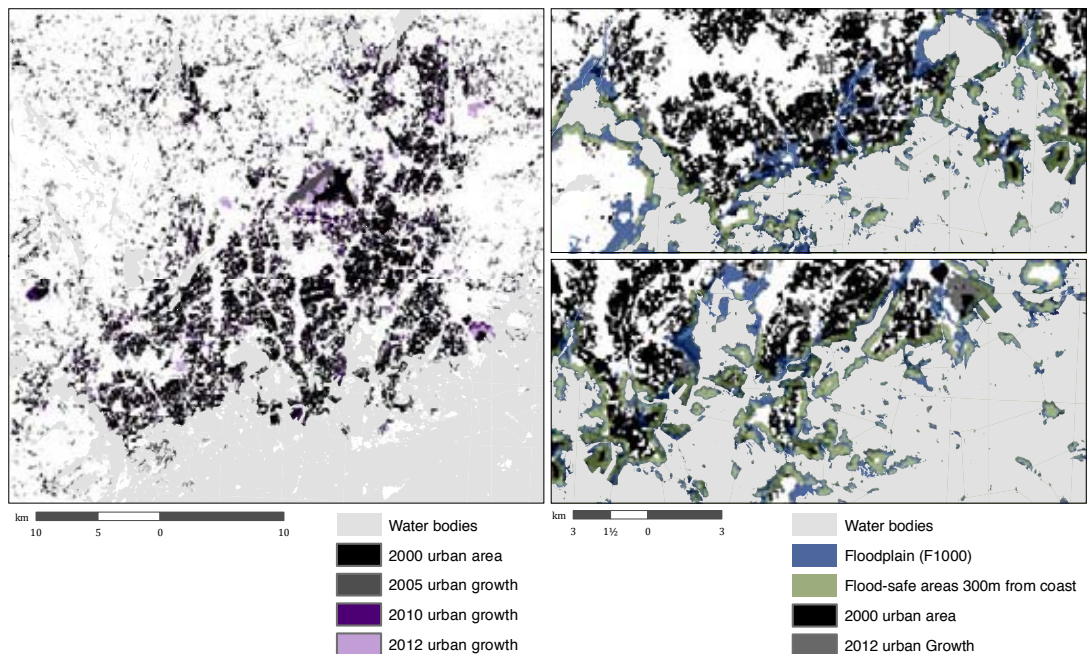 km
10 5 0 10
Water bodies
2000 urban area
2005 urban growth
2010 urban growth
2012 urban growth
km
3 1½ 0 3
Water bodies
Floodplain (F1000)
Flood-safe areas 300m from coast
2000 urban area
2012 urban Growth